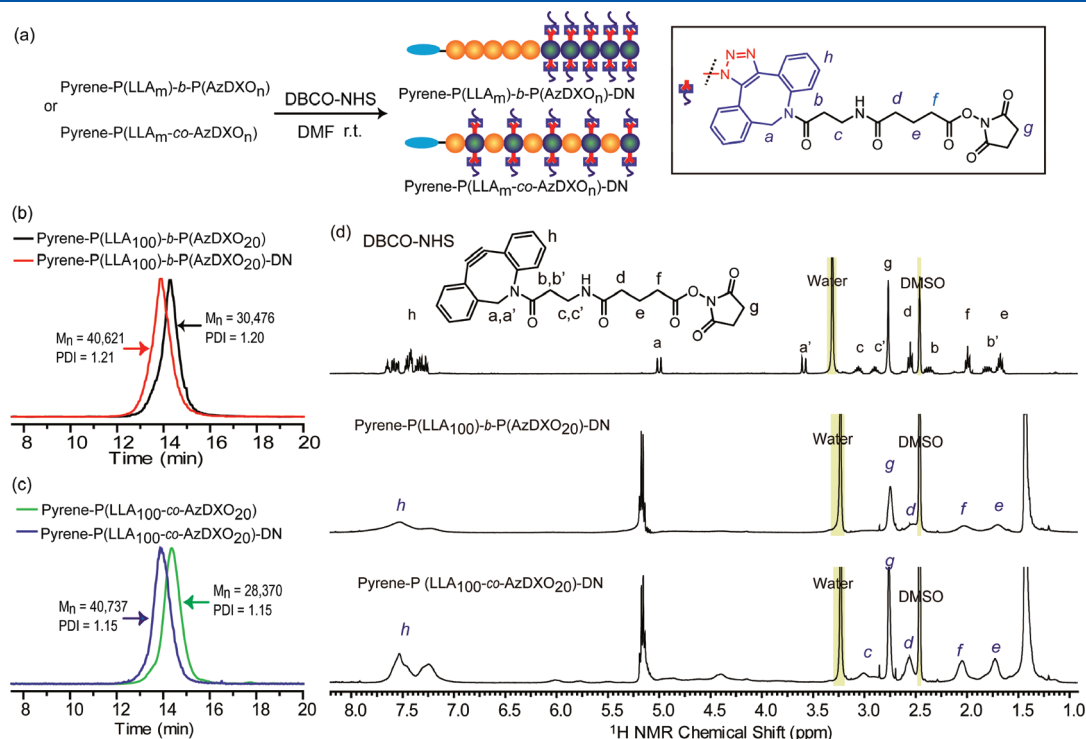 (a)
Pyrene-P(LLAm)-b-P(AzDXOn)
or
Pyrene-P(LLAm-co-AzDXOn)
DBCO-NHS
DMF r.t.
Pyrene-P(LLAm)-b-P(AzDXOn)-DN
Pyrene-P(LLAm-co-AzDXOn)-DN
N=N
N
h
N
a
b
O
c
HN
O
d
e
f
O
O
N
O
O
g
(b)
Pyrene-P(LLA100)-b-P(AzDXO20)
Pyrene-P(LLA100)-b-P(AzDXO20)-DN
Mn = 40,621
PDI = 1.21
Mn = 30,476
PDI = 1.20
8 10 12 14 16 18 20
Time (min)
(c)
Pyrene-P(LLA100-co-AzDXO20)
Pyrene-P(LLA100-co-AzDXO20)-DN
Mn = 40,737
PDI = 1.15
Mn = 28,370
PDI = 1.15
8 10 12 14 16 18 20
Time (min)
(d)
DBCO-NHS
h
N
a,a'
b,b'
O
c,c'
HN
O
d
e
f
O
O
N
O
O
g
h
a
a'
Water
c
c'
g
d
DMSO
b
f
b'
e
Pyrene-P(LLA100)-b-P(AzDXO20)-DN
h
Water
g
d
DMSO
f
e
Pyrene-P (LLA100-co-AzDXO20)-DN
h
Water
c
g
d
DMSO
f
e
8.0 7.5 7.0 6.5 6.0 5.5 5.0 4.5 4.0 3.5 3.0 2.5 2.0 1.5 1.0
1H NMR Chemical Shift (ppm)